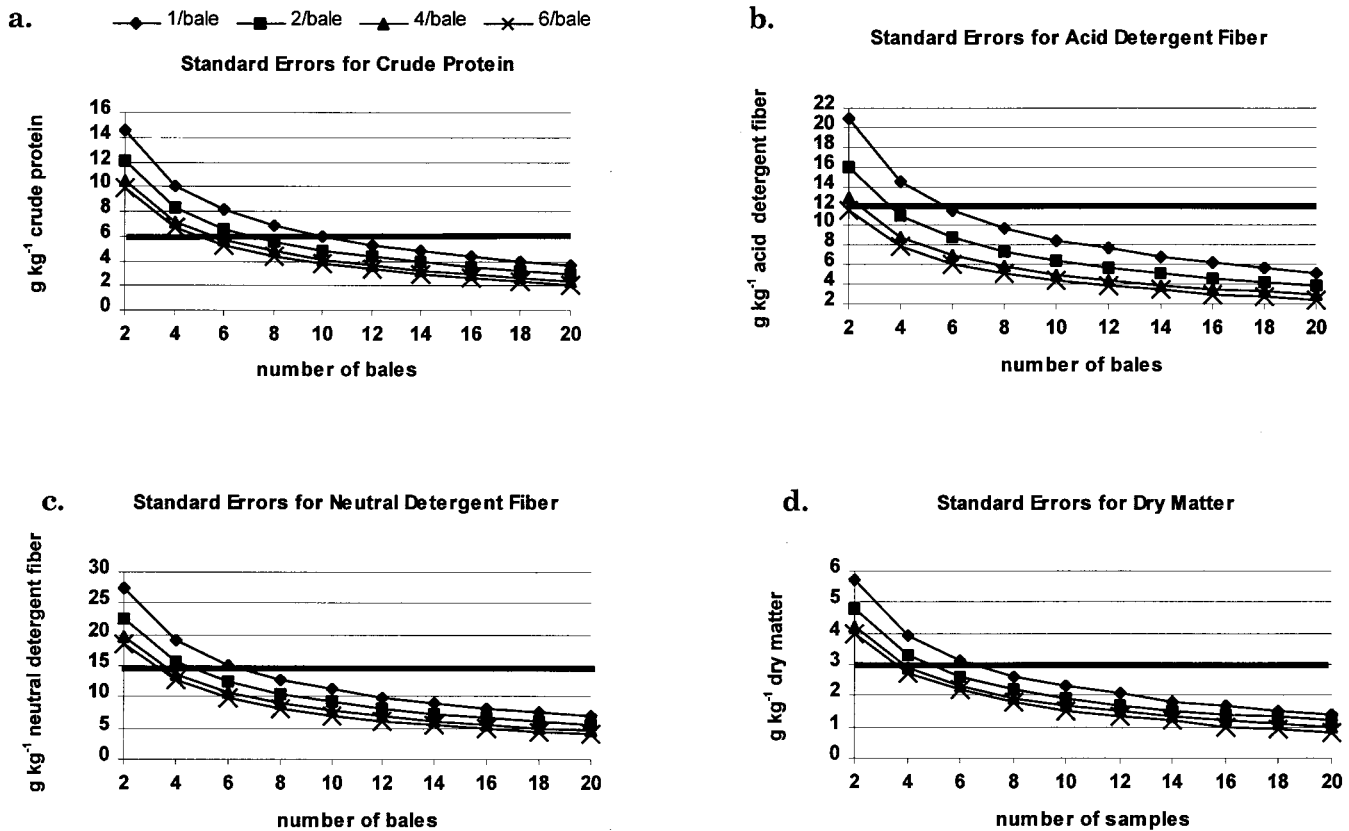 a.
1/bale 2/bale 4/bale 6/bale
Standard Errors for Crude Protein
g kg⁻¹ crude protein
16
14
12
10
8
6
4
2
0
2 4 6 8 10 12 14 16 18 20
number of bales
b.
Standard Errors for Acid Detergent Fiber
g kg⁻¹ acid detergent fiber
22
20
18
16
14
12
10
8
6
4
2
2 4 6 8 10 12 14 16 18 20
number of bales
c.
Standard Errors for Neutral Detergent Fiber
g kg⁻¹ neutral detergent fiber
30
25
20
15
10
5
0
2 4 6 8 10 12 14 16 18 20
number of bales
d.
Standard Errors for Dry Matter
g kg⁻¹ dry matter
6
5
4
3
2
1
0
2 4 6 8 10 12 14 16 18 20
number of samples